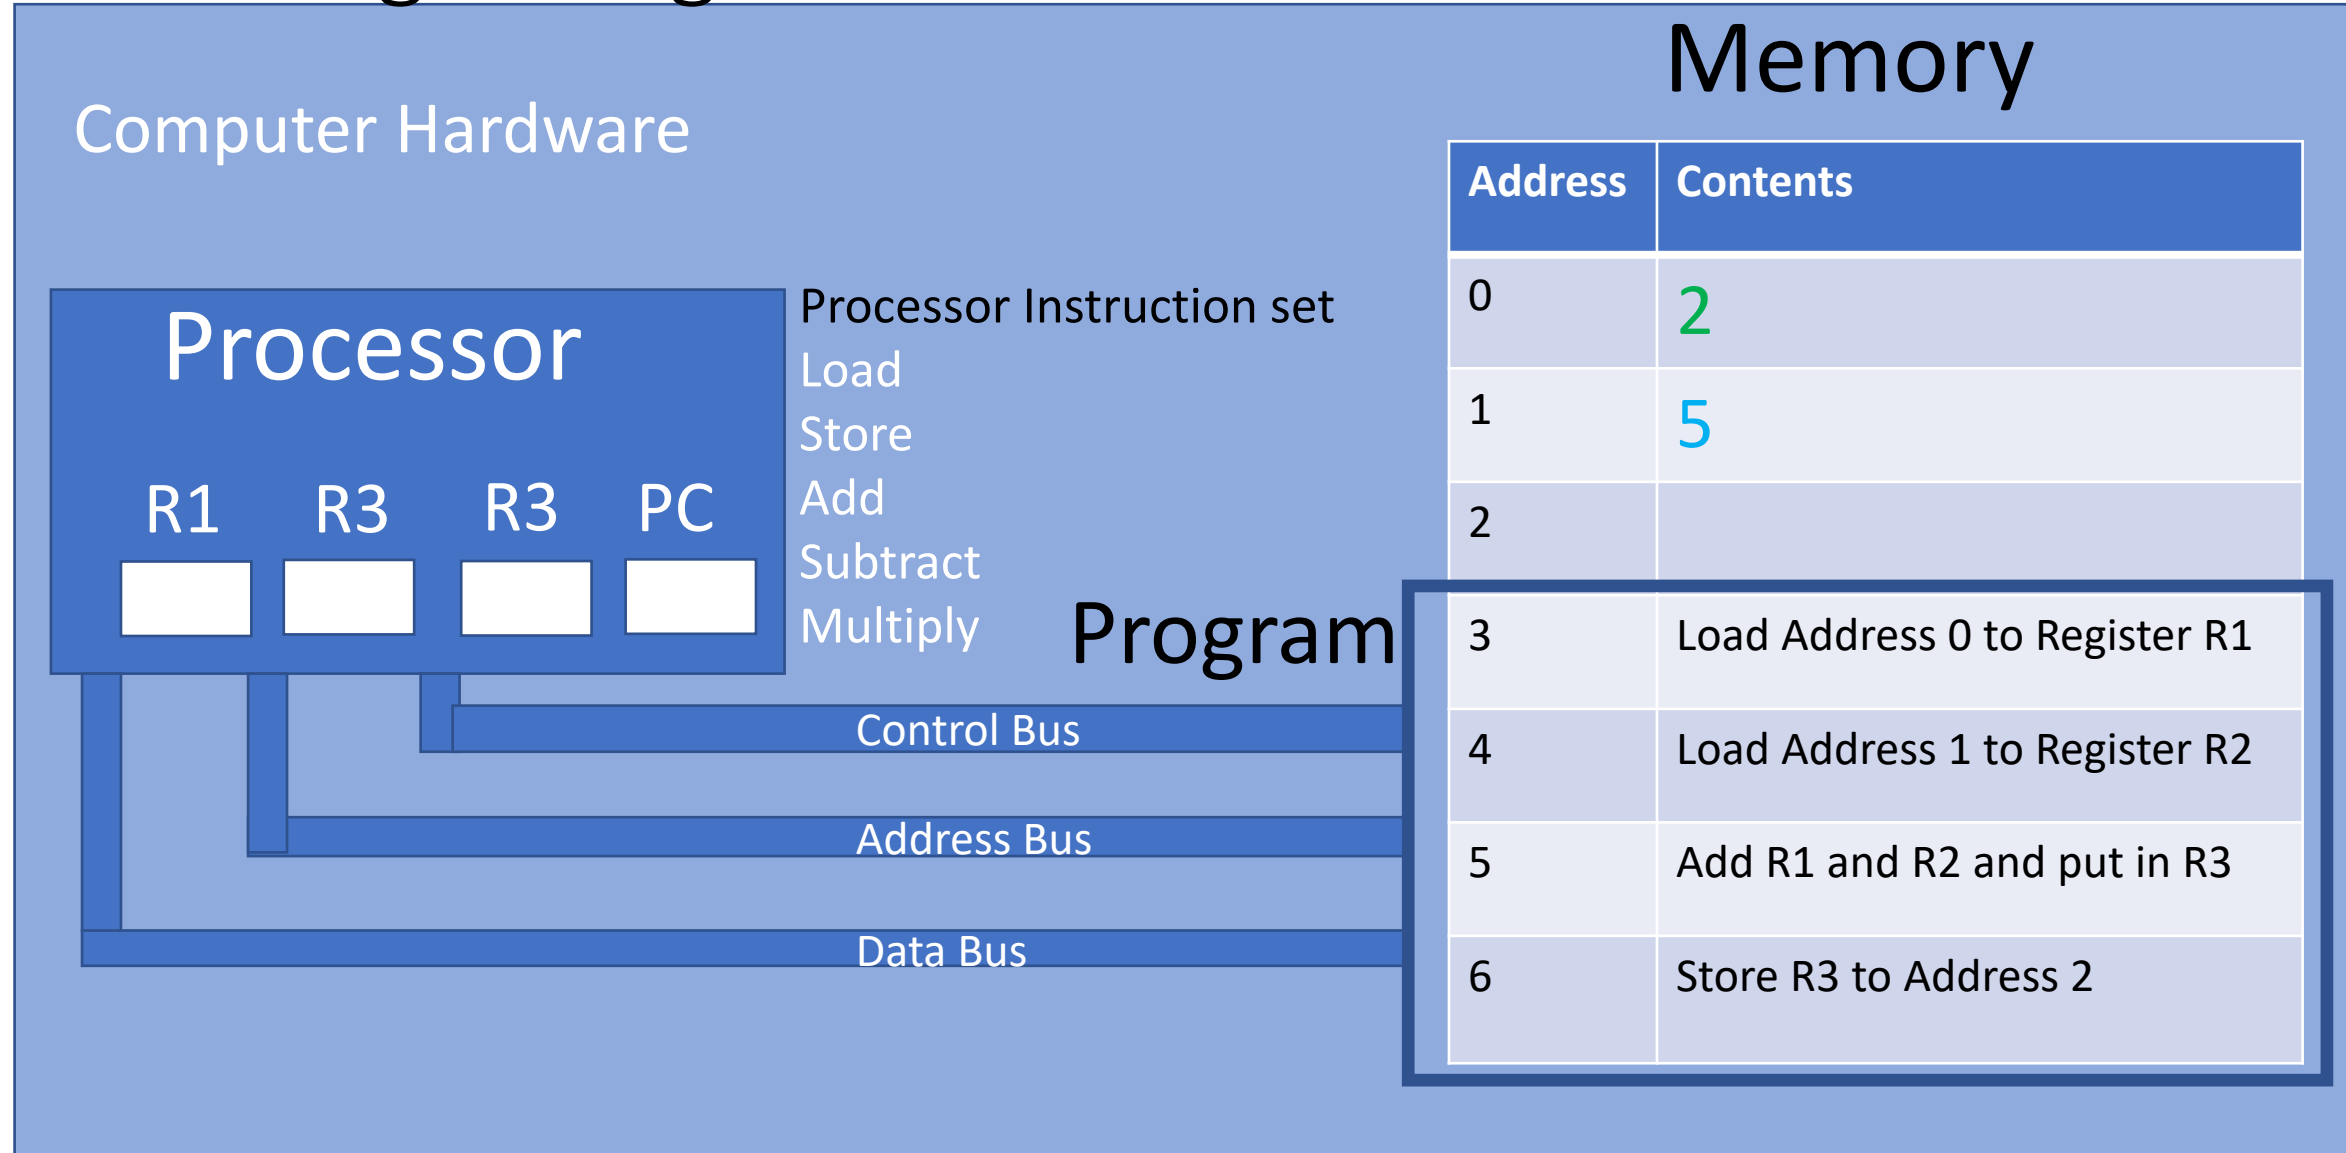 Memory
Computer Hardware
Address Contents
0 2
1 5
2
3 Load Address 0 to Register R1
4 Load Address 1 to Register R2
5 Add R1 and R2 and put in R3
6 Store R3 to Address 2
Processor
R1 R3 R3 PC
Processor Instruction set
Load
Store
Add
Subtract
Multiply
Program
Control Bus
Address Bus
Data Bus